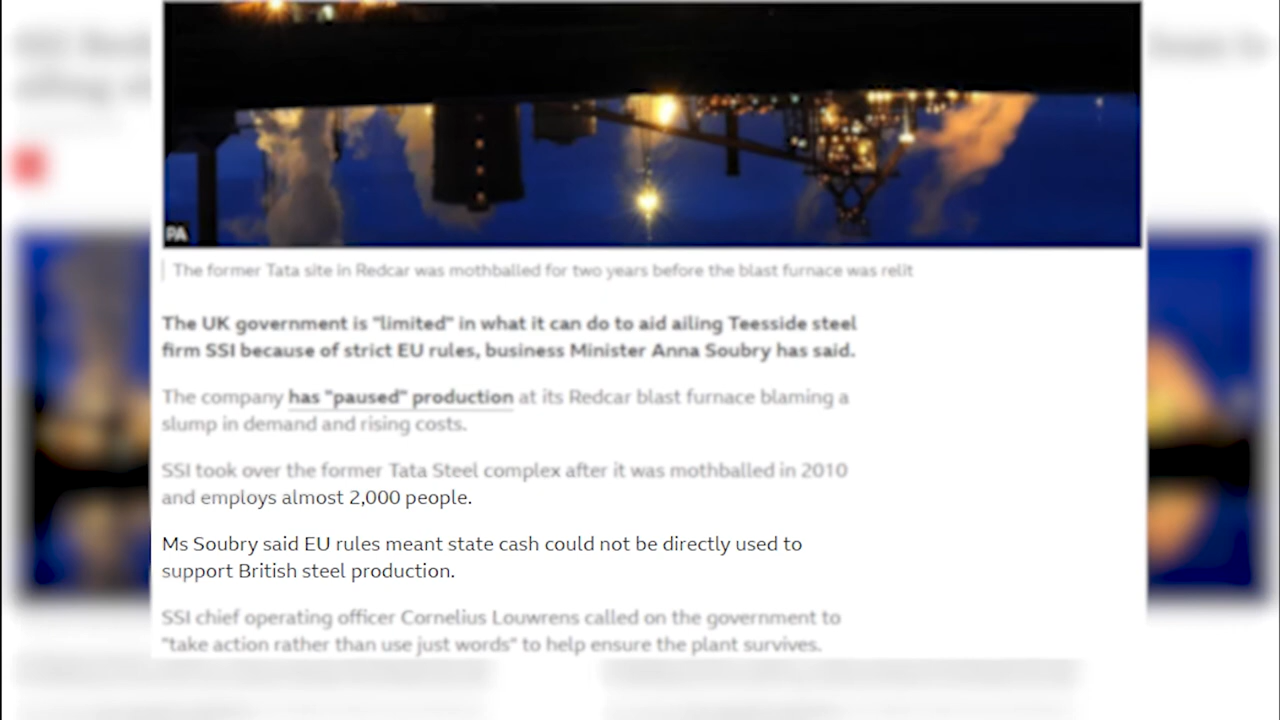 PA
The former Tata site in Redcar was mothballed for two years before the blast furnace was relit
The UK government is "limited" in what it can do to aid ailing Teesside steel
firm SSI because of strict EU rules, business Minister Anna Soubry has said.
The company has "paused" production at its Redcar blast furnace blaming a
slump in demand and rising costs.
SSI took over the former Tata Steel complex after it was mothballed in 2010
and employs almost 2,000 people.
Ms Soubry said EU rules meant state cash could not be directly used to
support British steel production.
SSI chief operating officer Cornelius Louwrens called on the government to
"take action rather than use just words" to help ensure the plant survives.